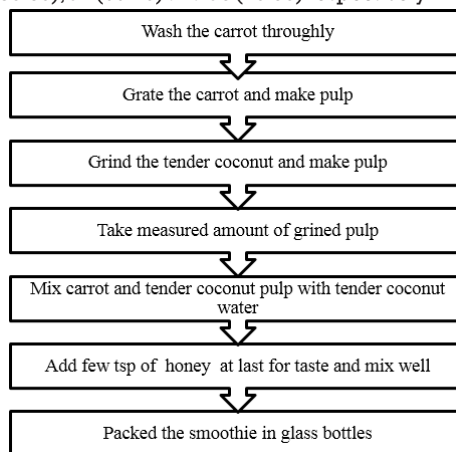 Wash the carrot throughly
Grate the carrot and make pulp
Grind the tender coconut and make pulp
Take measured amount of grined pulp
Mix carrot and tender coconut pulp with tender coconut
water
Add few tsp of honey at last for taste and mix well
Packed the smoothie in glass bottles